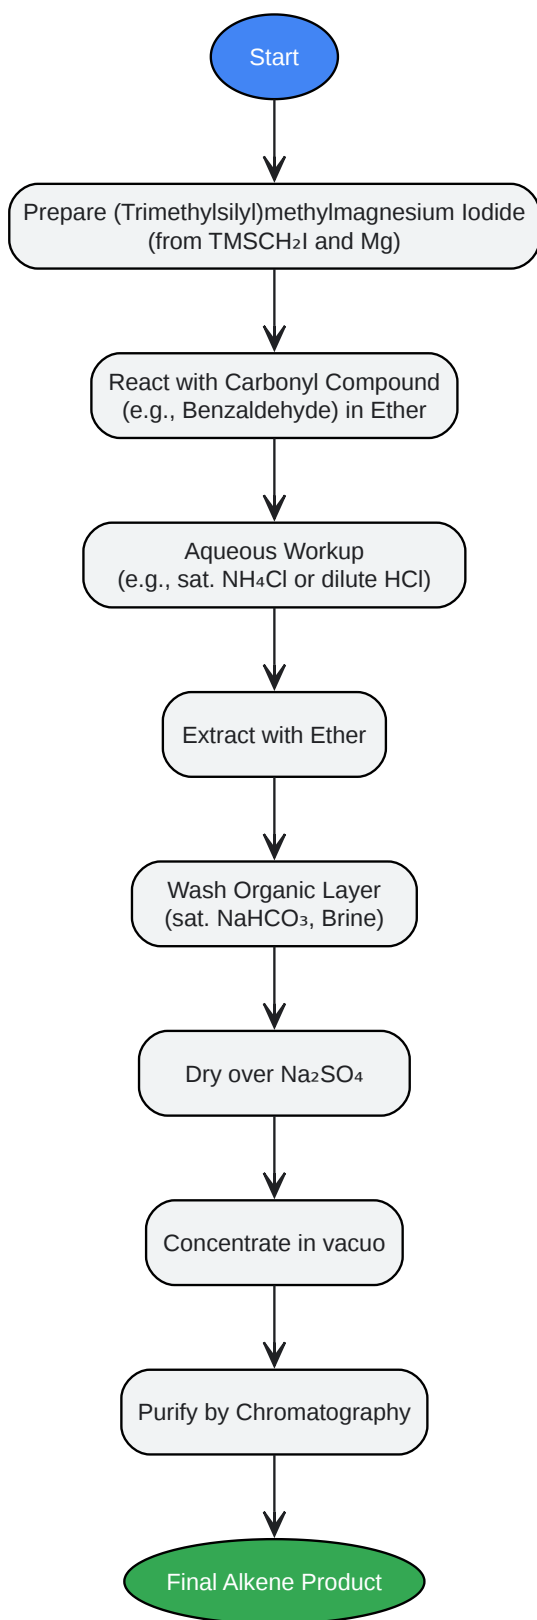 Start
Prepare (Trimethylsilyl)methylmagnesium Iodide
(from TMSCH₂I and Mg)
React with Carbonyl Compound
(e.g., Benzaldehyde) in Ether
Aqueous Workup
(e.g., sat. NH₄Cl or dilute HCl)
Extract with Ether
Wash Organic Layer
(sat. NaHCO₃, Brine)
Dry over Na₂SO₄
Concentrate in vacuo
Purify by Chromatography
Final Alkene Product